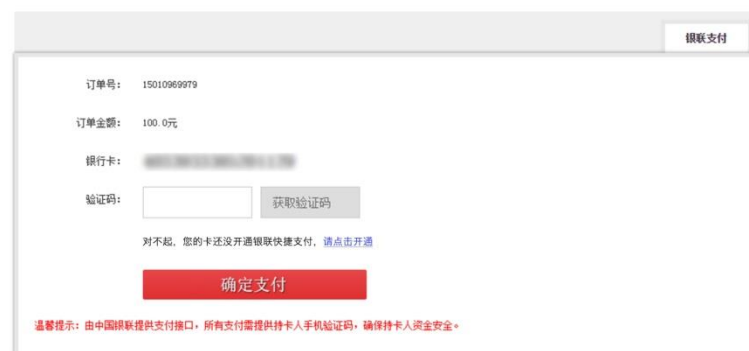 银联支付
订单号： 15010969979
订单金额： 100.0元
银行卡：
验证码： 获取验证码
对不起，您的卡还没开通银联快捷支付，请点击开通
确定支付
温馨提示：由中国银联提供支付接口，所有支付需提供持卡人手机验证码，确保持卡人资金安全。